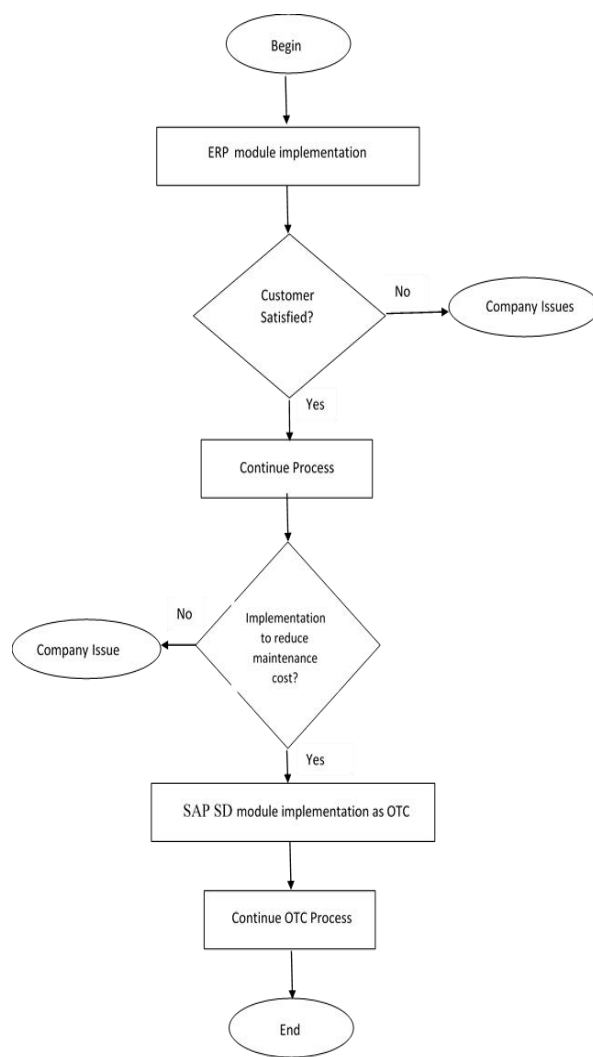 Begin
ERP module implementation
Customer
Satisfied?
No
Company Issues
Yes
Continue Process
No
Implementation
to reduce
maintenance
cost?
Company Issue
Yes
SAP SD module implementation as OTC
Continue OTC Process
End